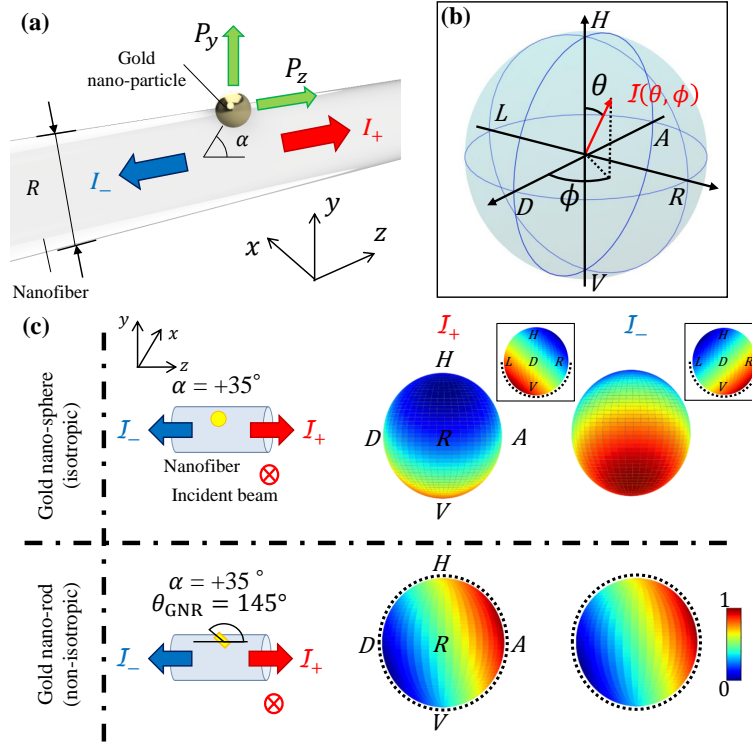 (a)
Gold
nano-particle
P_y
P_z
I_+
I_−
α
R
Nanofiber
y
x
z
(b)
H
θ
I(θ, ϕ)
L
A
ϕ
D
R
V
(c)
Gold nano-sphere
(isotropic)
y
x
z
α = +35°
I_−
I_+
Nanofiber
Incident beam
I_+
H
D
R
A
V
H
L
D
R
V
I_−
H
L
D
R
V
Gold nano-rod
(non-isotropic)
α = +35 °
θ_GNR = 145°
I_−
I_+
H
D
R
A
V
1
0